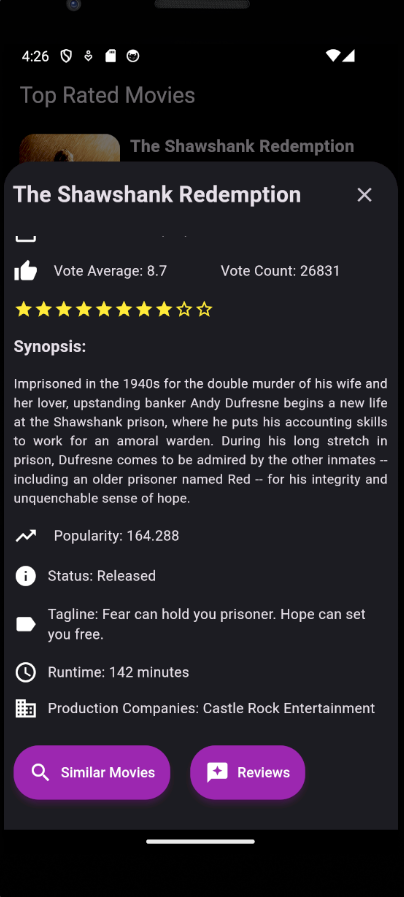 4:26
Top Rated Movies
The Shawshank Redemption
The Shawshank Redemption
Vote Average: 8.7
Vote Count: 26831
Synopsis:
Imprisoned in the 1940s for the double murder of his wife and
her lover, upstanding banker Andy Dufresne begins a new life
at the Shawshank prison, where he puts his accounting skills
to work for an amoral warden. During his long stretch in
prison, Dufresne comes to be admired by the other inmates --
including an older prisoner named Red -- for his integrity and
unquenchable sense of hope.
Popularity: 164.288
Status: Released
Tagline: Fear can hold you prisoner. Hope can set
you free.
Runtime: 142 minutes
Production Companies: Castle Rock Entertainment
Similar Movies
Reviews